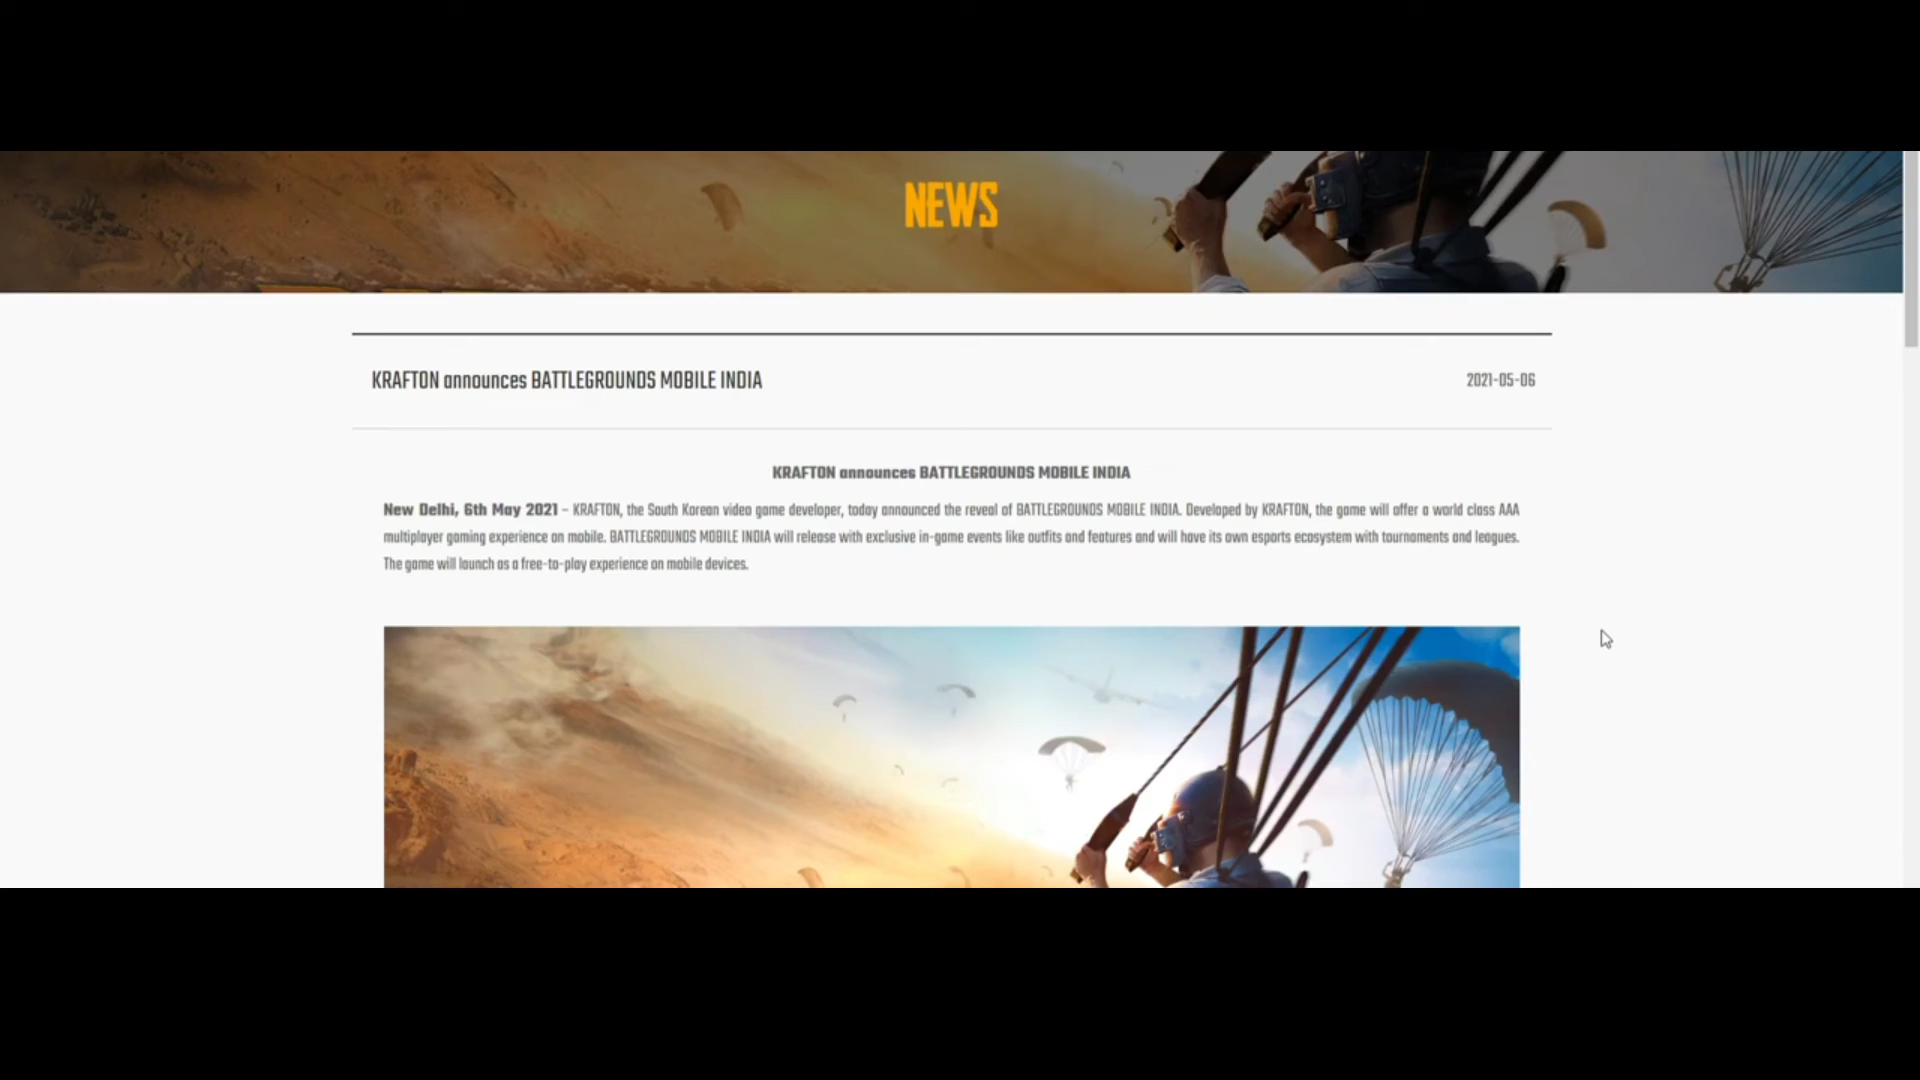 NEWS
KRAFTON announces BATTLEGROUNDS MOBILE INDIA
2021-05-06
KRAFTON announces BATTLEGROUNDS MOBILE INDIA
New Delhi, 6th May 2021 – KRAFTON, the South Korean video game developer, today announced the reveal of BATTLEGROUNDS MOBILE INDIA. Developed by KRAFTON, the game will offer a world class AAA
multiplayer gaming experience on mobile. BATTLEGROUNDS MOBILE INDIA will release with exclusive in-game events like outfits and features and will have its own esports ecosystem with tournaments and leagues.
The game will launch as a free-to-play experience on mobile devices.